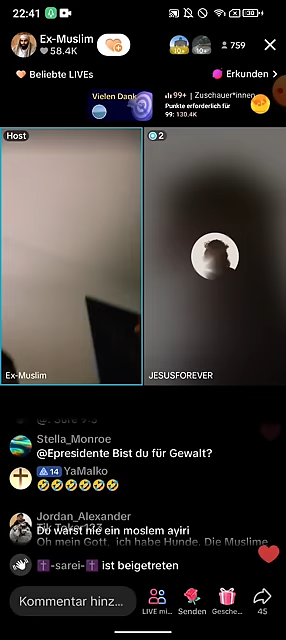 22:41
Ex-Muslim
58.4K
759
Beliebte LIVEs
Erkunden
Vielen Dank
99+ | Zuschauer*innen
Punkte erforderlich für
99: 130.4K
Host
2
Ex-Muslim
JESUSFOREVER
Stella_Monroe
@Epresidente Bist du für Gewalt?
14 YaMalko
🤣🤣🤣🤣🤣🤣
Jordan_Alexander
Du warst nie ein moslem ayiri
Oh mein Gott, ich habe Hunde. Die Muslime
✝️-sarei-✝️ ist beigetreten
Kommentar hinz...
LIVE mi...
Senden
Gesche...
45